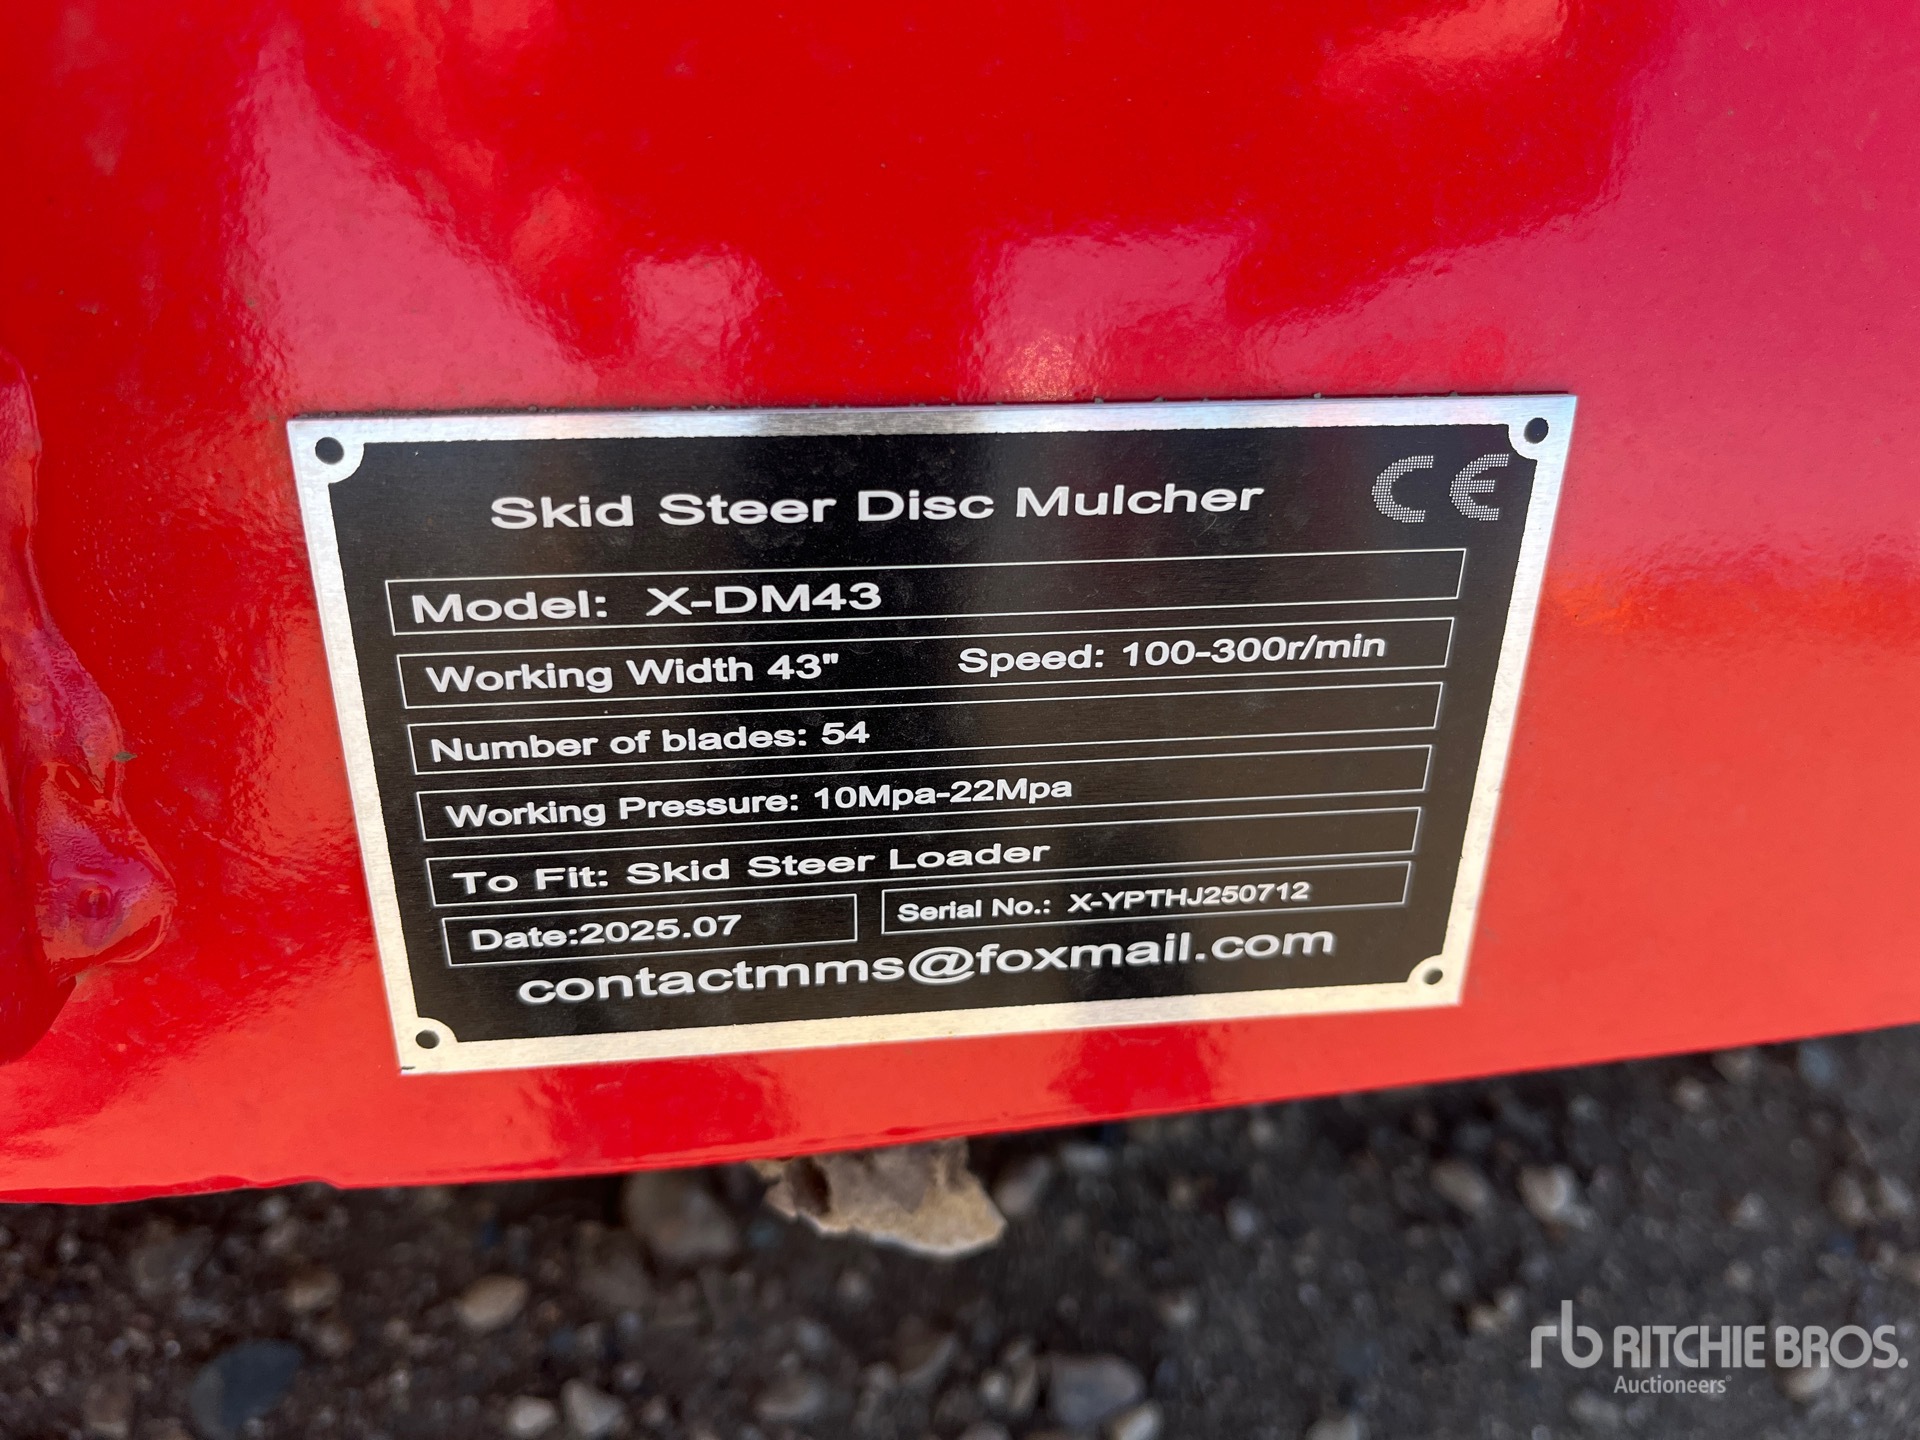 Skid Steer Disc Mulcher CE
Model: X-DM43
Working Width 43" Speed: 100-300r/min
Number of blades: 54
Working Pressure: 10Mpa-22Mpa
To Fit: Skid Steer Loader
Date:2025.07 Serial No.: X-YPTHJ250712
contactmms@foxmail.com
rb RITCHIE BROS.
Auctioneers